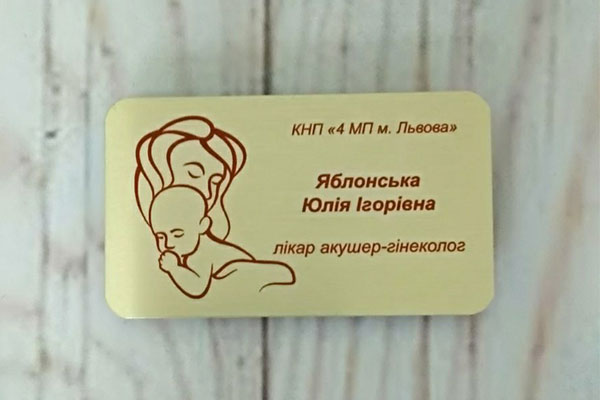 КНП «4 МП м. Львова»
Яблонська
Юлія Ігорівна
лікар акушер-гінеколог